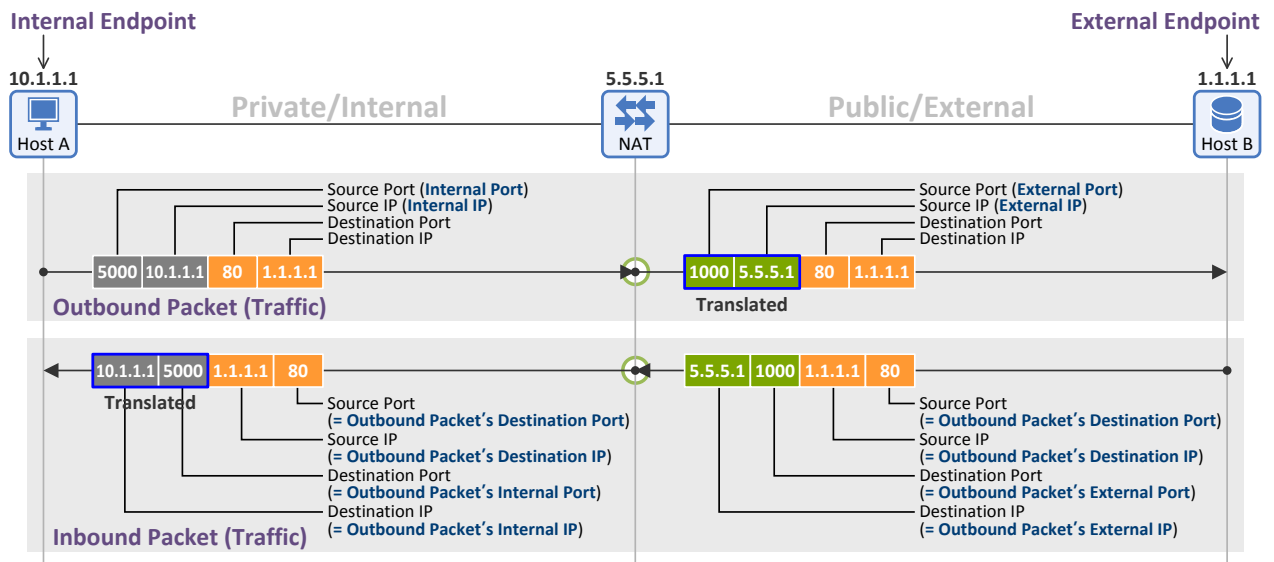 Internal Endpoint
External Endpoint
10.1.1.1
5.5.5.1
1.1.1.1
Private/Internal
Public/External
Host A
NAT
Host B
Source Port (Internal Port)
Source IP (Internal IP)
Destination Port
Destination IP
Source Port (External Port)
Source IP (External IP)
Destination Port
Destination IP
5000 10.1.1.1 80 1.1.1.1
1000 5.5.5.1 80 1.1.1.1
Outbound Packet (Traffic)
Translated
10.1.1.1 5000 1.1.1.1 80
5.5.5.1 1000 1.1.1.1 80
Translated
Source Port
(= Outbound Packet's Destination Port)
Source IP
(= Outbound Packet's Destination IP)
Destination Port
(= Outbound Packet's Internal Port)
Destination IP
(= Outbound Packet's Internal IP)
Source Port
(= Outbound Packet's Destination Port)
Source IP
(= Outbound Packet's Destination IP)
Destination Port
(= Outbound Packet's External Port)
Destination IP
(= Outbound Packet's External IP)
Inbound Packet (Traffic)